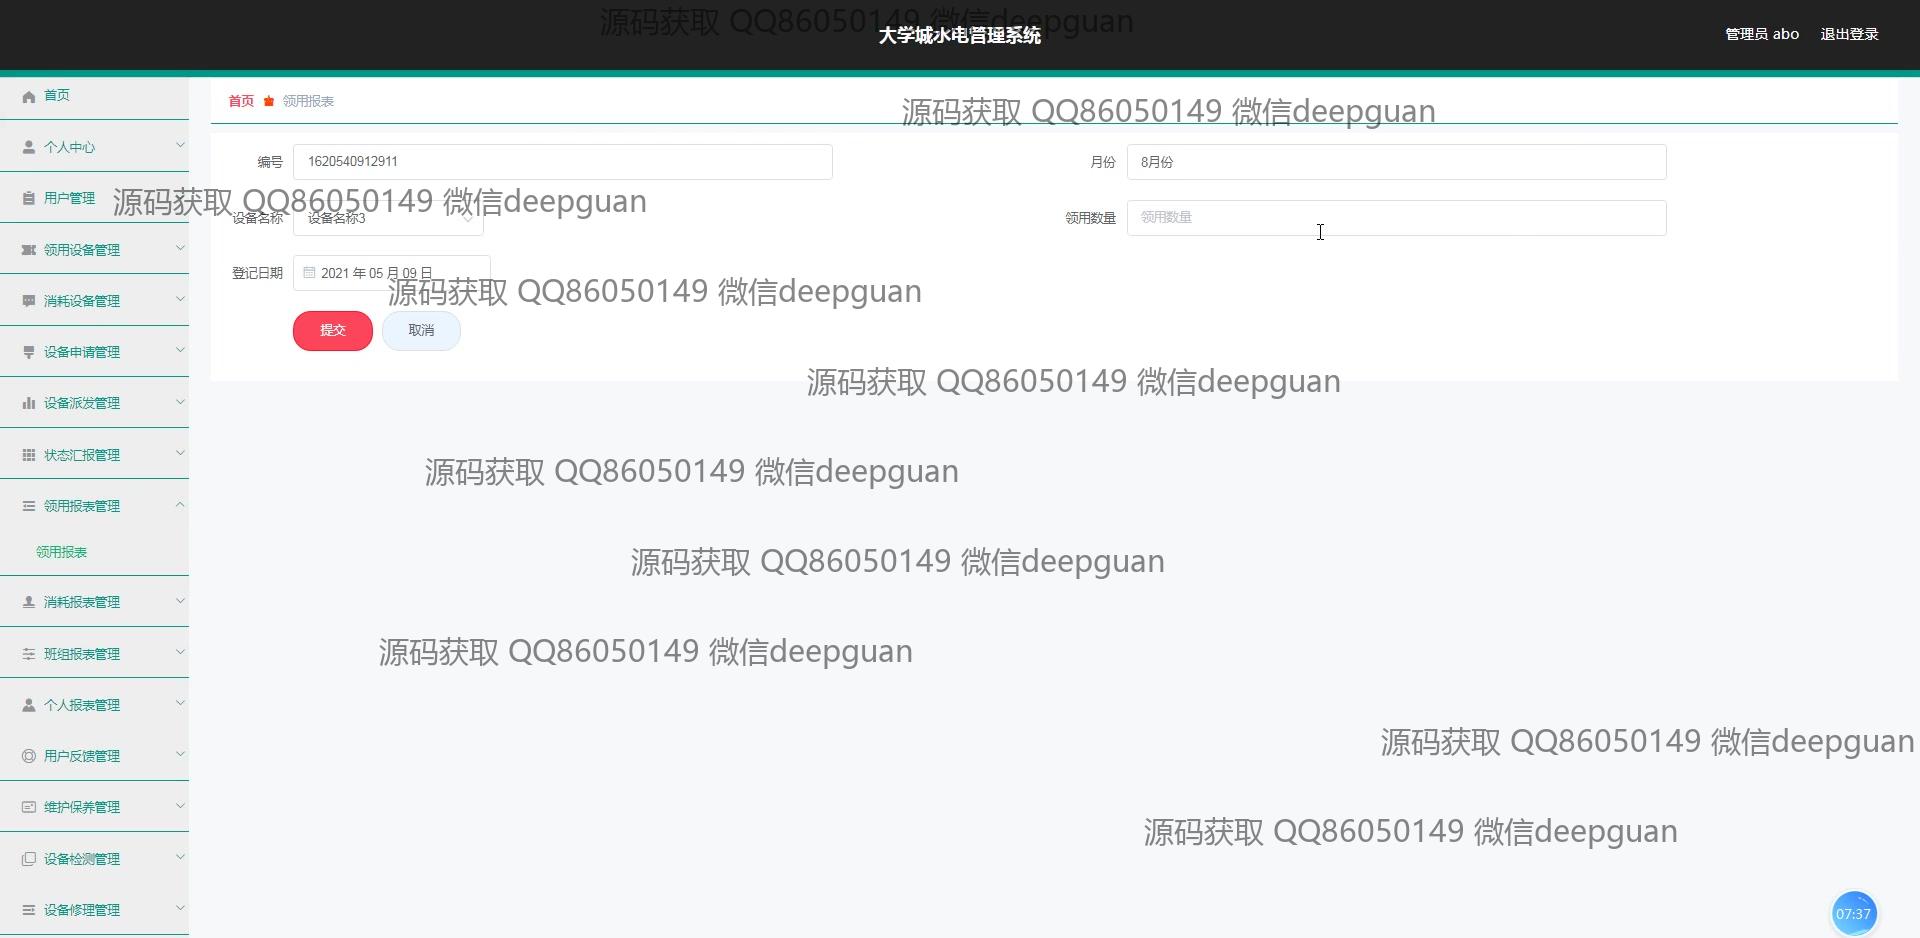 源码获取 QQ86050149 微信deepguan
大学城水电管理系统
管理员 abo 退出登录
首页
首页 领用报表
源码获取 QQ86050149 微信deepguan
个人中心
编号 1620540912911
月份 8月份
用户管理
源码获取 QQ86050149 微信deepguan
设备名称 设备名称3
领用数量 领用数量
领用设备管理
登记日期 2021 年 05 月 09 日
源码获取 QQ86050149 微信deepguan
消耗设备管理
提交 取消
设备申请管理
源码获取 QQ86050149 微信deepguan
设备派发管理
状态汇报管理
源码获取 QQ86050149 微信deepguan
领用报表管理
领用报表
源码获取 QQ86050149 微信deepguan
消耗报表管理
班组报表管理
源码获取 QQ86050149 微信deepguan
个人报表管理
源码获取 QQ86050149 微信deepguan
用户反馈管理
维护保养管理
源码获取 QQ86050149 微信deepguan
设备检测管理
设备修理管理
07:37